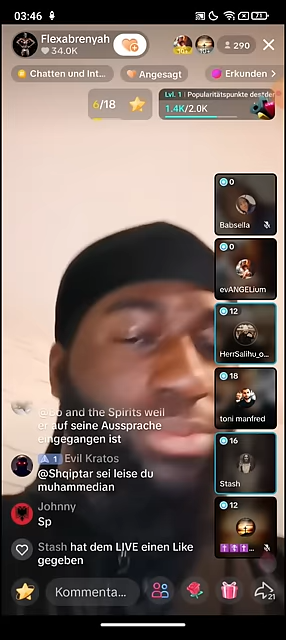 03:46
73
Flexabrenyah
34.0K
290
Chatten und Int...
Angesagt
Erkunden >
6/18
Lvl. 1 | Popularitätspunkte des*der
1.4K/2.0K
0
Babsella
0
evANGELium
12
HerrSalihu_o...
18
toni manfred
16
Stash
12
and the Spirits weil
er auf seine Aussprache
eingegangen ist
1 Evil Kratos
@Shqiptar sei leise du
muhammedian
Johnny
Sp
Stash hat dem LIVE einen Like
gegeben
Kommenta...
21